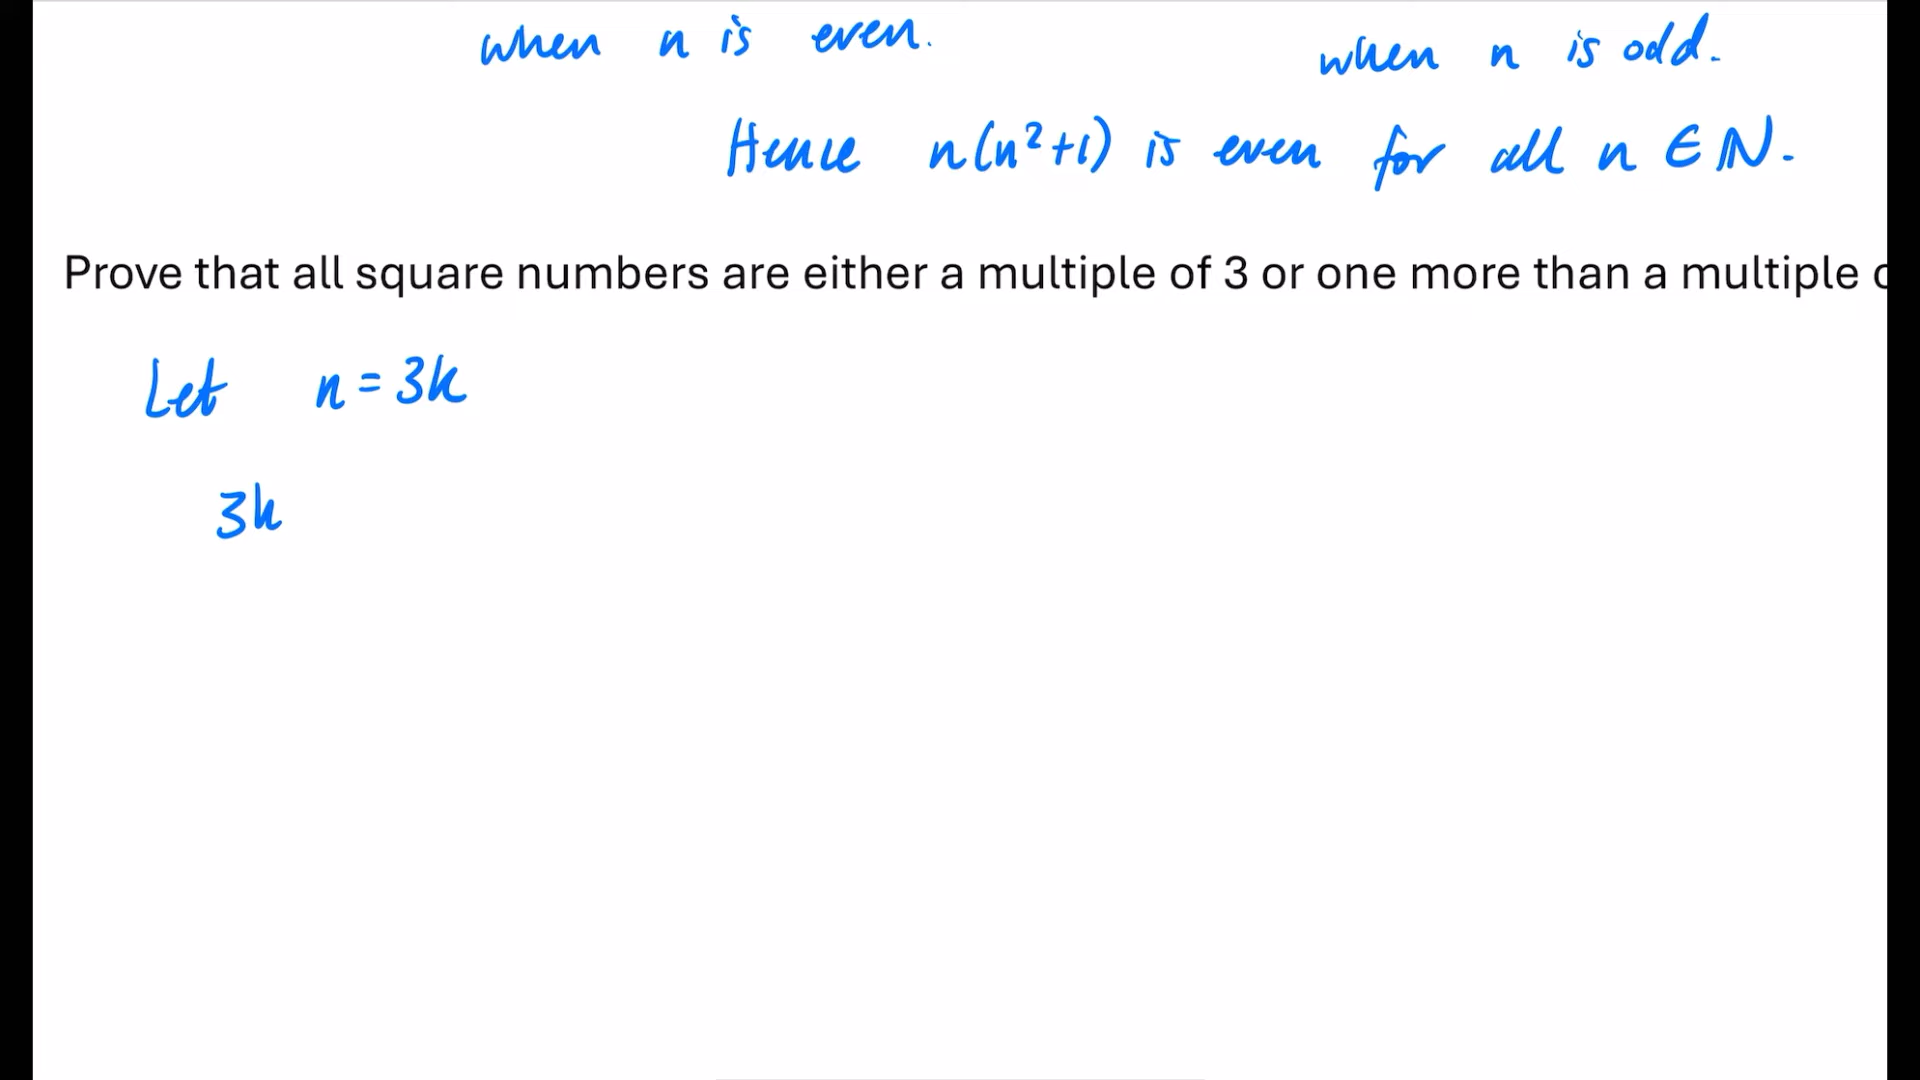 when n is even.
when n is odd.
Hence n(n²+1) is even for all n ∈ ℕ.
Prove that all square numbers are either a multiple of 3 or one more than a multiple
Let n = 3k
3k